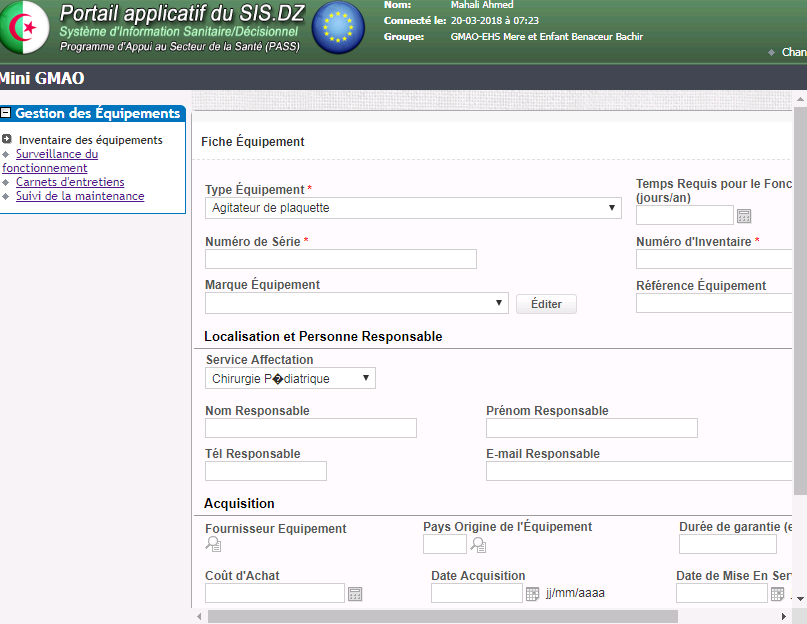 Portail applicatif du SIS.DZ
Système d'Information Sanitaire/Décisionnel
Programme d'Appui au Secteur de la Santé (PASS)
Nom: Mahali Ahmed
Connecté le: 20-03-2018 à 07:23
Groupe: GMAO-EHS Mere et Enfant Benaceur Bachir
Chan
Mini GMAO
Gestion des Équipements
Inventaire des équipements
Surveillance du
fonctionnement
Carnets d'entretiens
Suivi de la maintenance
Fiche Équipement
Type Équipement *
Agitateur de plaquette
Temps Requis pour le Fonc
(jours/an)
Numéro de Série *
Numéro d'Inventaire *
Marque Équipement
Éditer
Référence Équipement
Localisation et Personne Responsable
Service Affectation
Chirurgie P�diatrique
Nom Responsable
Prénom Responsable
Tél Responsable
E-mail Responsable
Acquisition
Fournisseur Equipement
Pays Origine de l'Équipement
Durée de garantie (e
Coût d'Achat
Date Acquisition
jj/mm/aaaa
Date de Mise En Ser